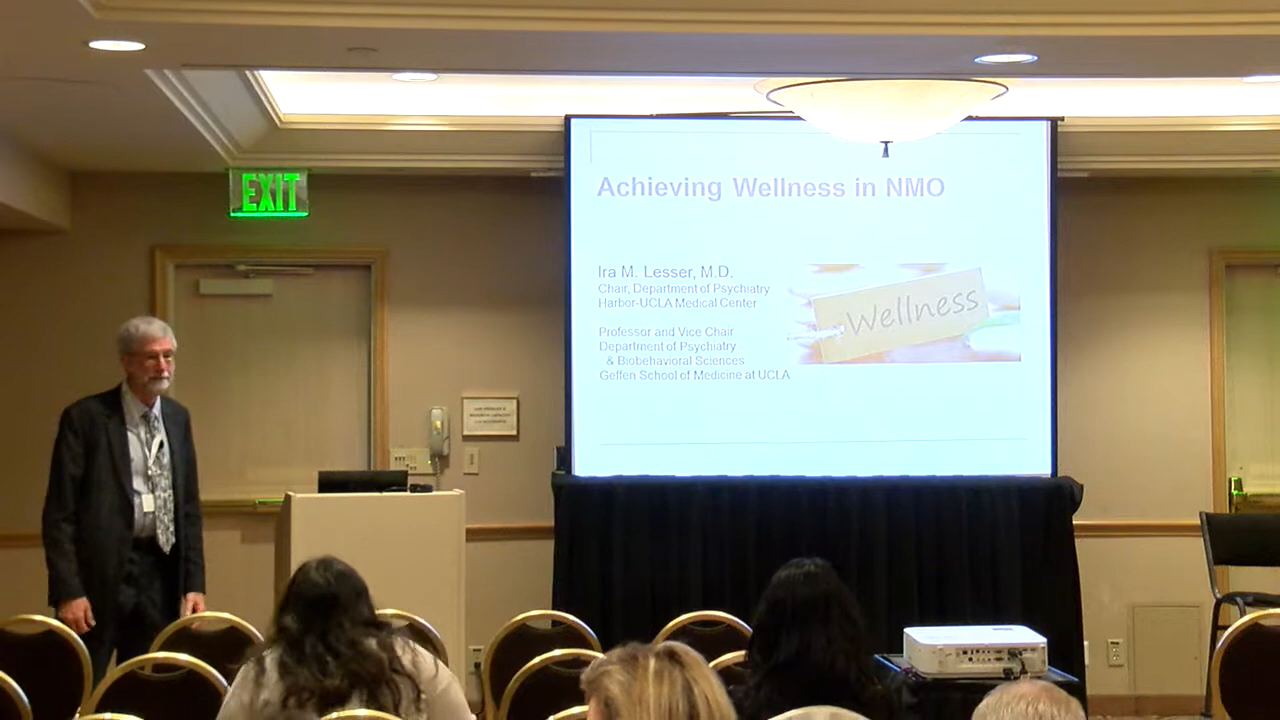 EXIT
Achieving Wellness in NMO
Ira M. Lesser, M.D.
Chair, Department of Psychiatry
Harbor-UCLA Medical Center
Wellness
Professor and Vice Chair
Department of Psychiatry
& Biobehavioral Sciences
Geffen School of Medicine at UCLA